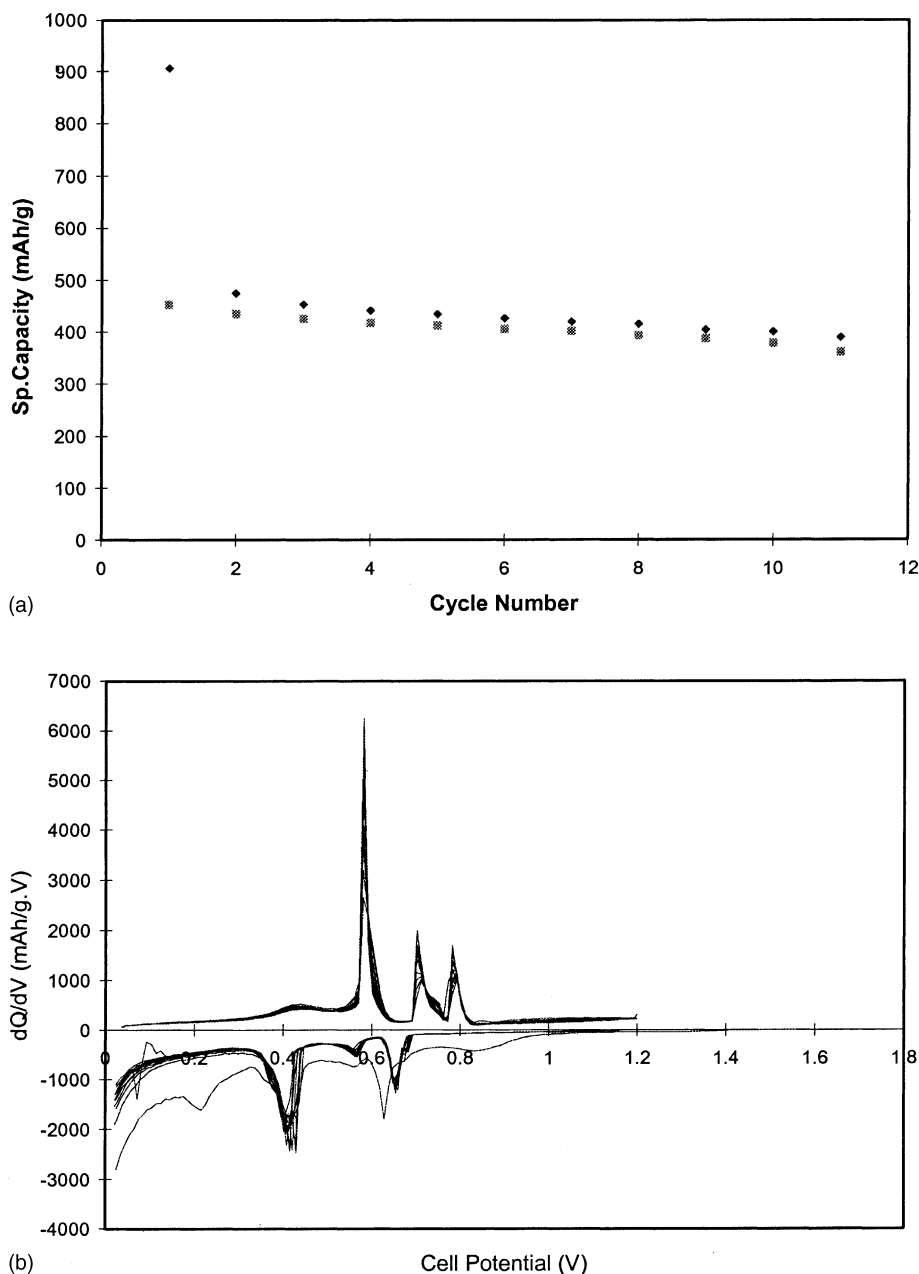 1000
900
800
700
600
500
400
300
200
100
0
Sp.Capacity (mAh/g)
0 2 4 6 8 10 12
Cycle Number
(a)
7000
6000
5000
4000
3000
2000
1000
0
-1000
-2000
-3000
-4000
dQ/dV (mAh/g.V)
0 0.2 0.4 0.6 0.8 1 1.2 1.4 1.6 1.8
Cell Potential (V)
(b)